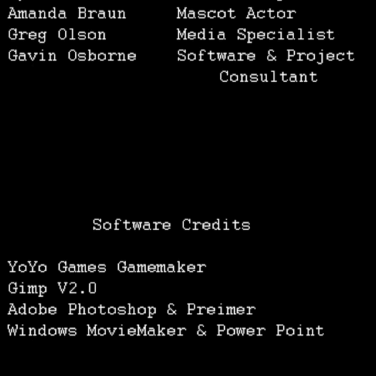 Amanda Braun Mascot Actor
Greg Olson Media Specialist
Gavin Osborne Software & Project
Consultant
Software Credits
YoYo Games Gamemaker
Gimp V2.0
Adobe Photoshop & Preimer
Windows MovieMaker & Power Point